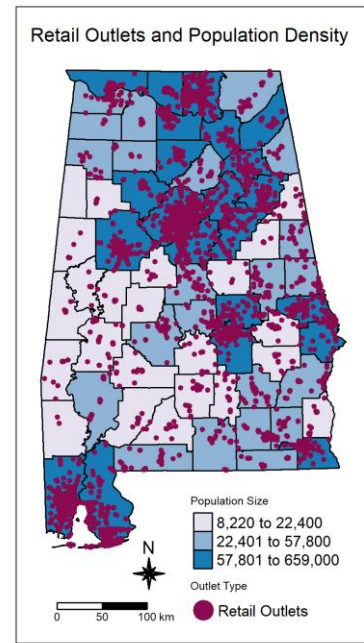 Retail Outlets and Population Density
Population Size
8,220 to 22,400
22,401 to 57,800
57,801 to 659,000
Outlet Type
Retail Outlets
N
0 50 100 km